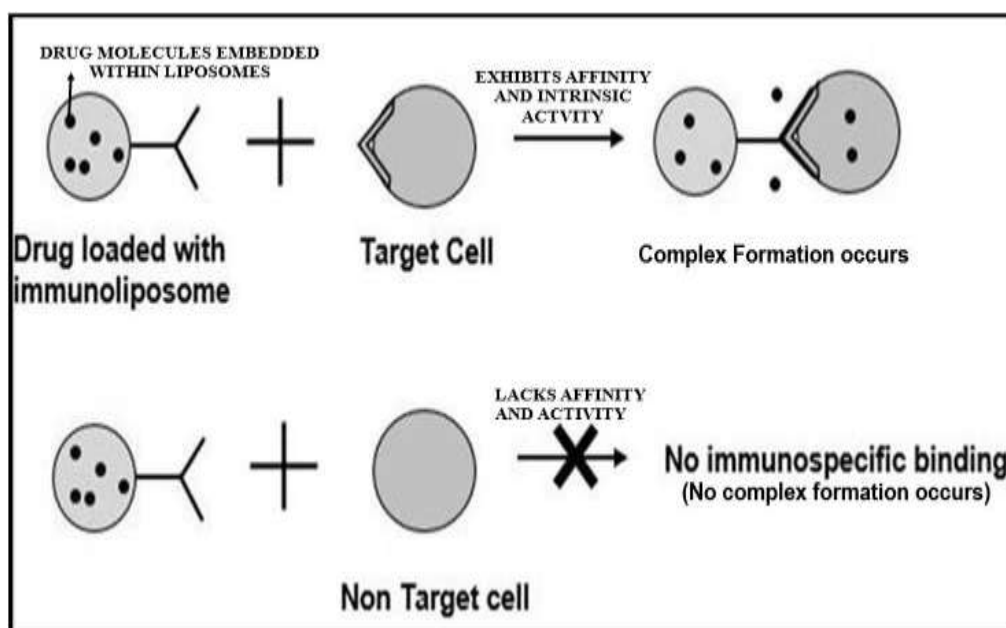 DRUG MOLECULES EMBEDDED
WITHIN LIPOSOMES
EXHIBITS AFFINITY
AND INTRINSIC
ACTVITY
Drug loaded with
immunoliposome
Target Cell
Complex Formation occurs
LACKS AFFINITY
AND ACTIVITY
No immunospecific binding
(No complex formation occurs)
Non Target cell